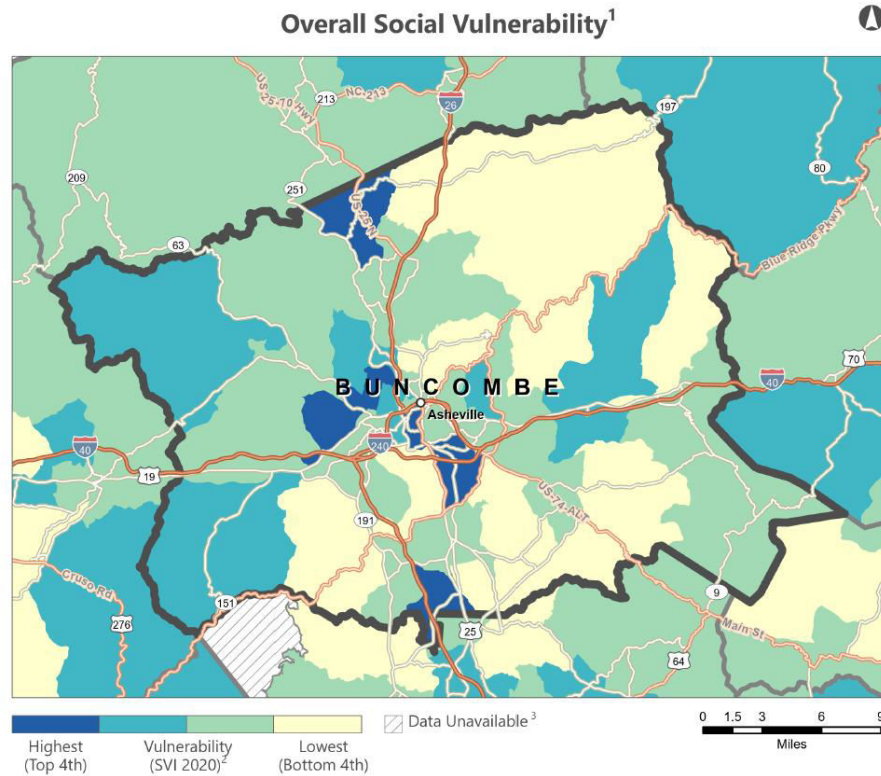 Overall Social Vulnerability1
197
NC-213
US-25-70 Hwy
213
26
80
209
251
US-25 N
63
Blue Ridge Pkwy
70
40
BUNCOMBE
Asheville
240
40
19
US-74-ALT
191
Cruso Rd
151
9
276
25
Main St
64
Data Unavailable3
0 1.5 3 6 9
Miles
Highest
(Top 4th)
Vulnerability
(SVI 2020)2
Lowest
(Bottom 4th)